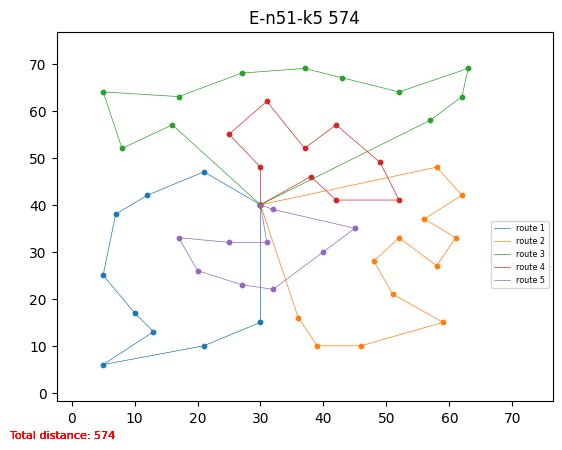 E-n51-k5 574
70
60
50
40
30
20
10
0
0 10 20 30 40 50 60 70
route 1
route 2
route 3
route 4
route 5
Total distance: 574